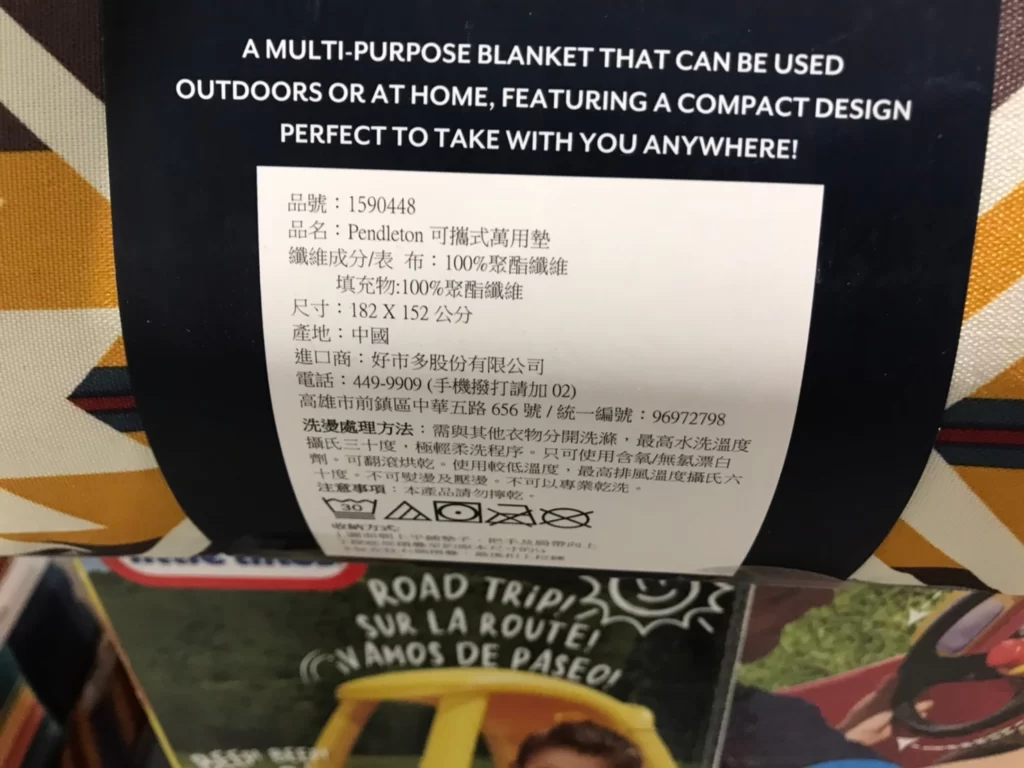 A MULTI-PURPOSE BLANKET THAT CAN BE USED
OUTDOORS OR AT HOME, FEATURING A COMPACT DESIGN
PERFECT TO TAKE WITH YOU ANYWHERE!
品號：1590448
品名：Pendleton 可攜式萬用墊
纖維成分/表 布：100%聚酯纖維
填充物:100%聚酯纖維
尺寸：182 X 152 公分
產地：中國
進口商：好市多股份有限公司
電話：449-9909 (手機撥打請加 02)
高雄市前鎮區中華五路 656 號 / 統一編號：96972798
洗燙處理方法：需與其他衣物分開洗滌，最高水洗溫度
攝氏三十度，極輕柔洗程序。只可使用含氧/無氯漂白
劑。可翻滾烘乾。使用較低溫度，最高排風溫度攝氏六
十度。不可熨燙及壓燙。不可以專業乾洗。
注意事項：本產品請勿擰乾。
30
收納方式:
ROAD TRIP!
SUR LA ROUTE!
¡VAMOS DE PASEO!
BEEP! BEEP!